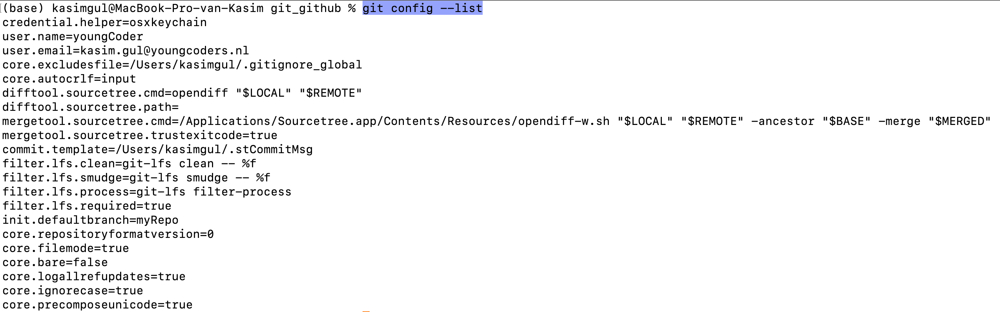 (base) kasimgul@MacBook-Pro-van-Kasim git_github % git config --list
credential.helper=osxkeychain
user.name=youngCoder
user.email=kasim.gul@youngcoders.nl
core.excludesfile=/Users/kasimgul/.gitignore_global
core.autocrlf=input
difftool.sourcetree.cmd=opendiff "$LOCAL" "$REMOTE"
difftool.sourcetree.path=
mergetool.sourcetree.cmd=/Applications/Sourcetree.app/Contents/Resources/opendiff-w.sh "$LOCAL" "$REMOTE" -ancestor "$BASE" -merge "$MERGED"
mergetool.sourcetree.trustexitcode=true
commit.template=/Users/kasimgul/.stCommitMsg
filter.lfs.clean=git-lfs clean -- %f
filter.lfs.smudge=git-lfs smudge -- %f
filter.lfs.process=git-lfs filter-process
filter.lfs.required=true
init.defaultbranch=myRepo
core.repositoryformatversion=0
core.filemode=true
core.bare=false
core.logallrefupdates=true
core.ignorecase=true
core.precomposeunicode=true